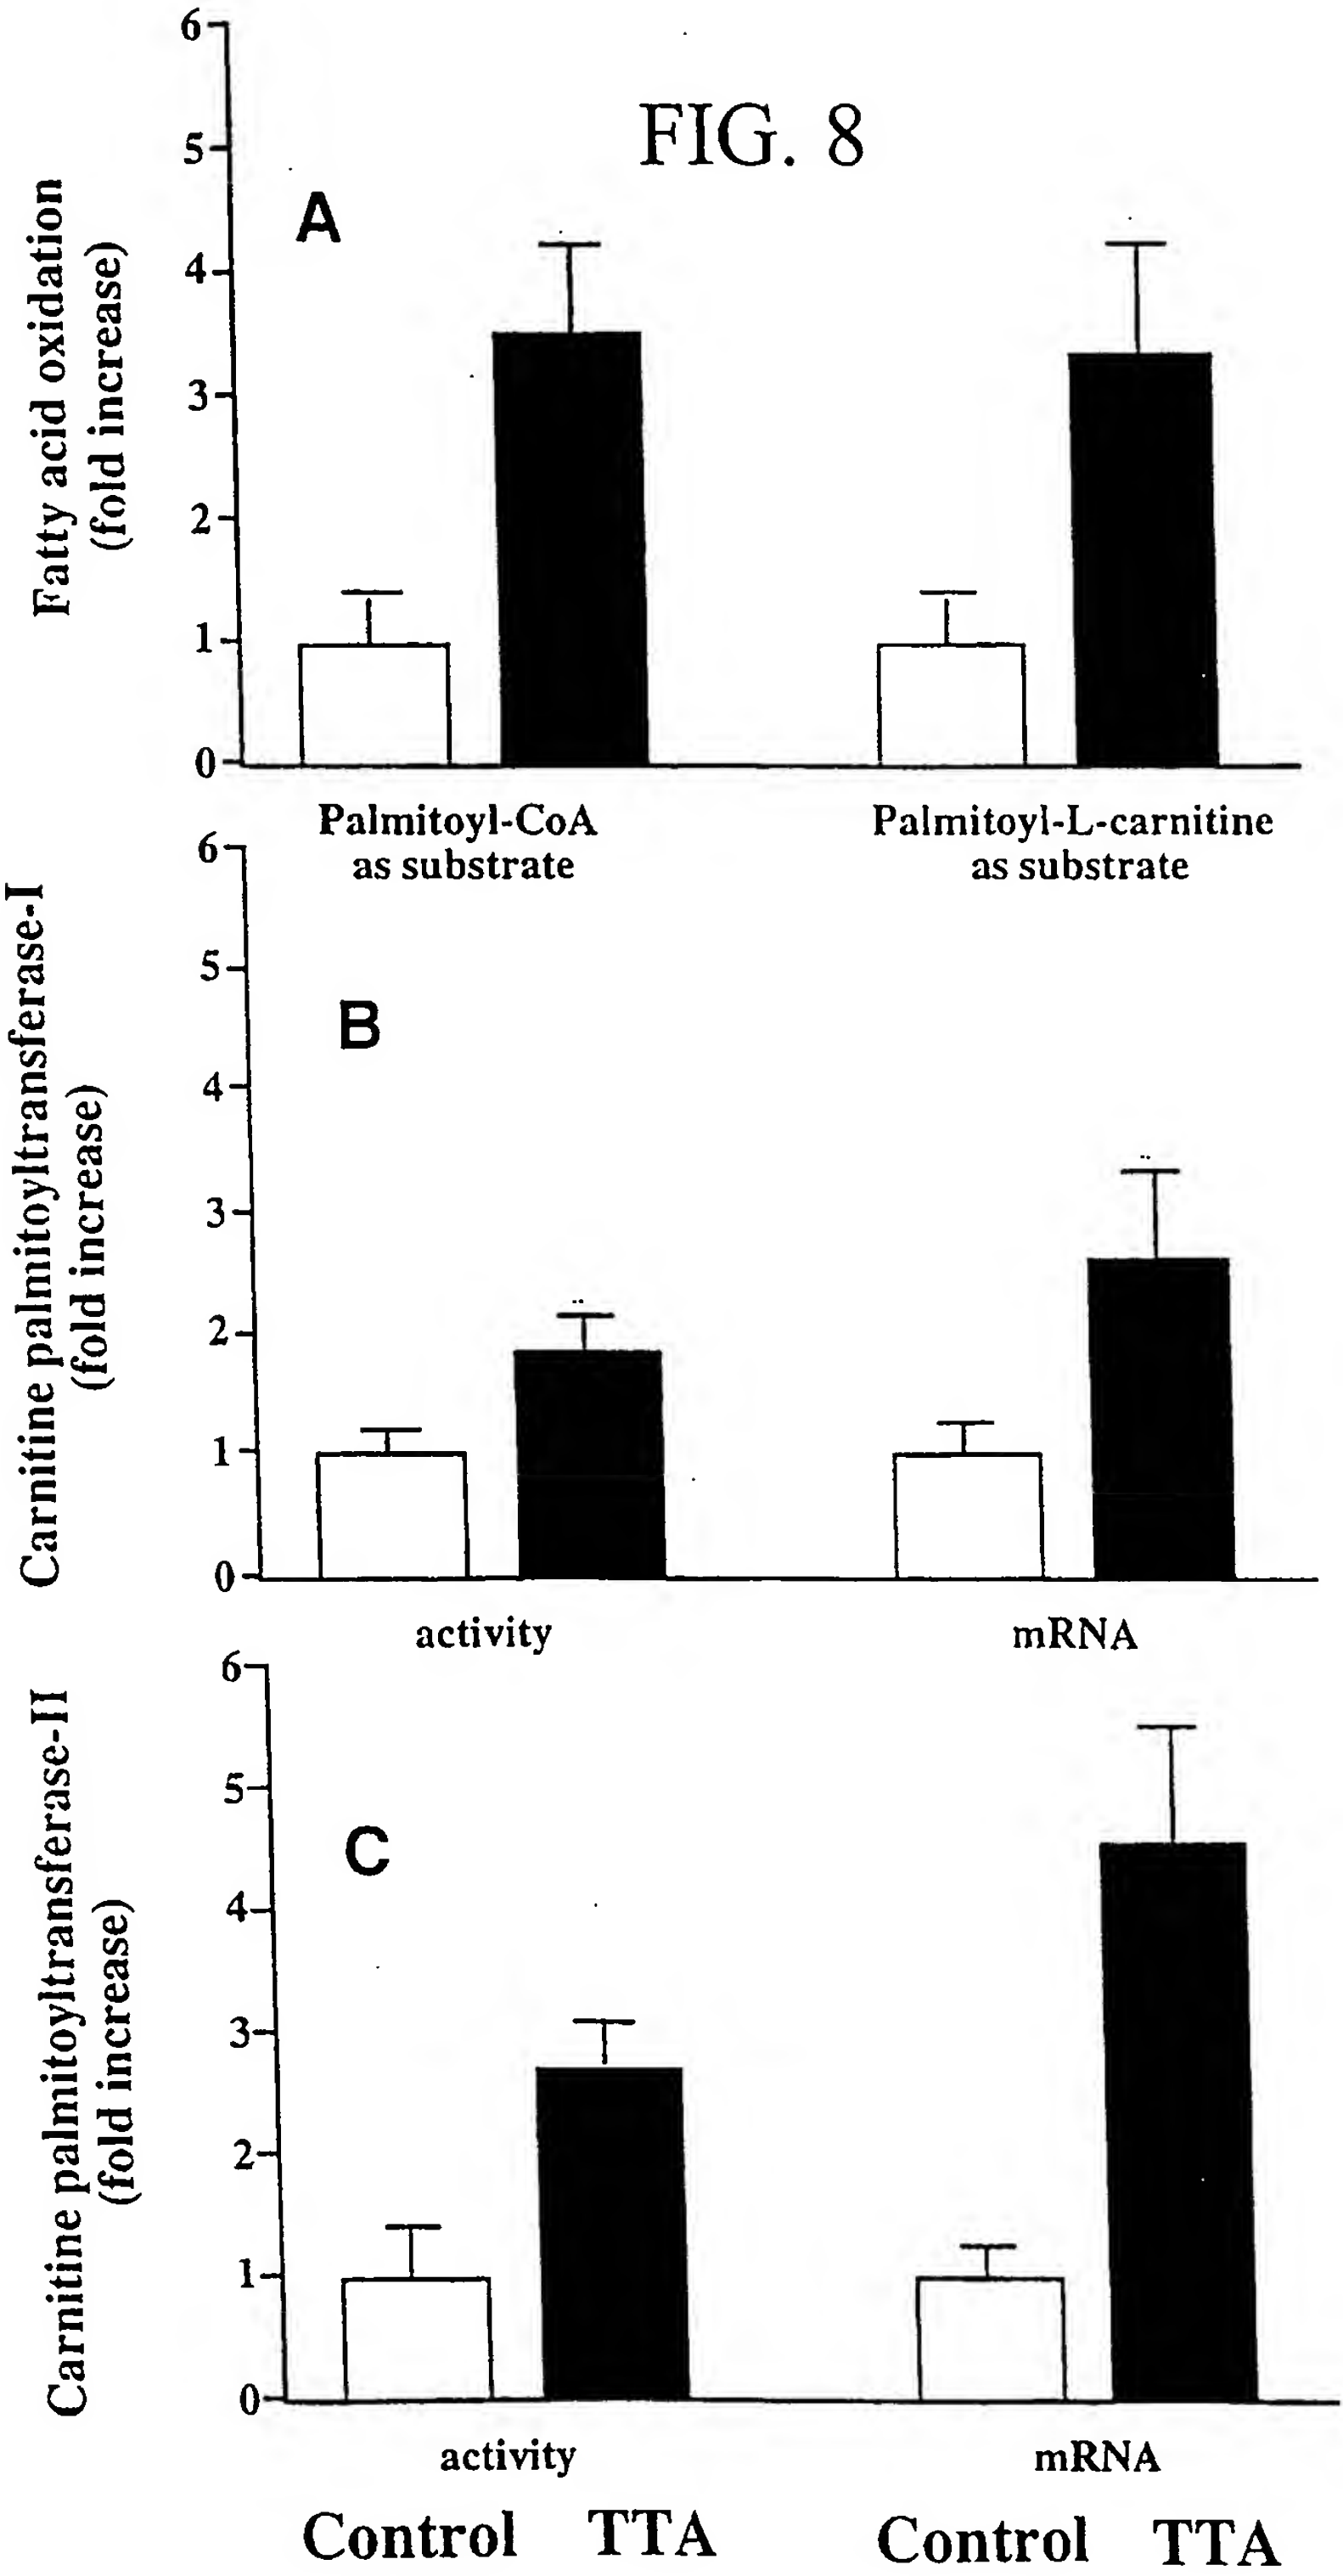 FIG. 8
Fatty acid oxidation
(fold increase)
6
5
4
3
2
1
0
A
Palmitoyl-CoA
as substrate
Palmitoyl-L-carnitine
as substrate
Carnitine palmitoyltransferase-I
(fold increase)
6
5
4
3
2
1
0
B
activity
mRNA
Carnitine palmitoyltransferase-II
(fold increase)
6
5
4
3
2
1
0
C
activity
mRNA
Control TTA
Control TTA